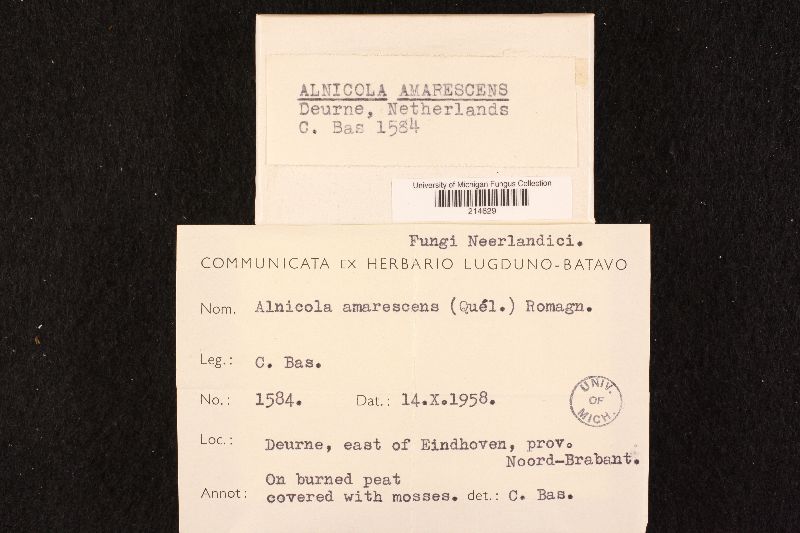 ALNICOLA AMARESCENS
Deurne, Netherlands
C. Bas 1584
University of Michigan Fungus Collection
214629
Fungi Neerlandici.
COMMUNICATA EX HERBARIO LUGDUNO-BATAVO
Nom. Alnicola amarescens (Quél.) Romagn.
Leg.: C. Bas.
No.: 1584. Dat.: 14.X.1958.
UNIV. OF MICH.
Loc.: Deurne, east of Eindhoven, prov.
Noord-Brabant.
On burned peat
Annot: covered with mosses. det.: C. Bas.